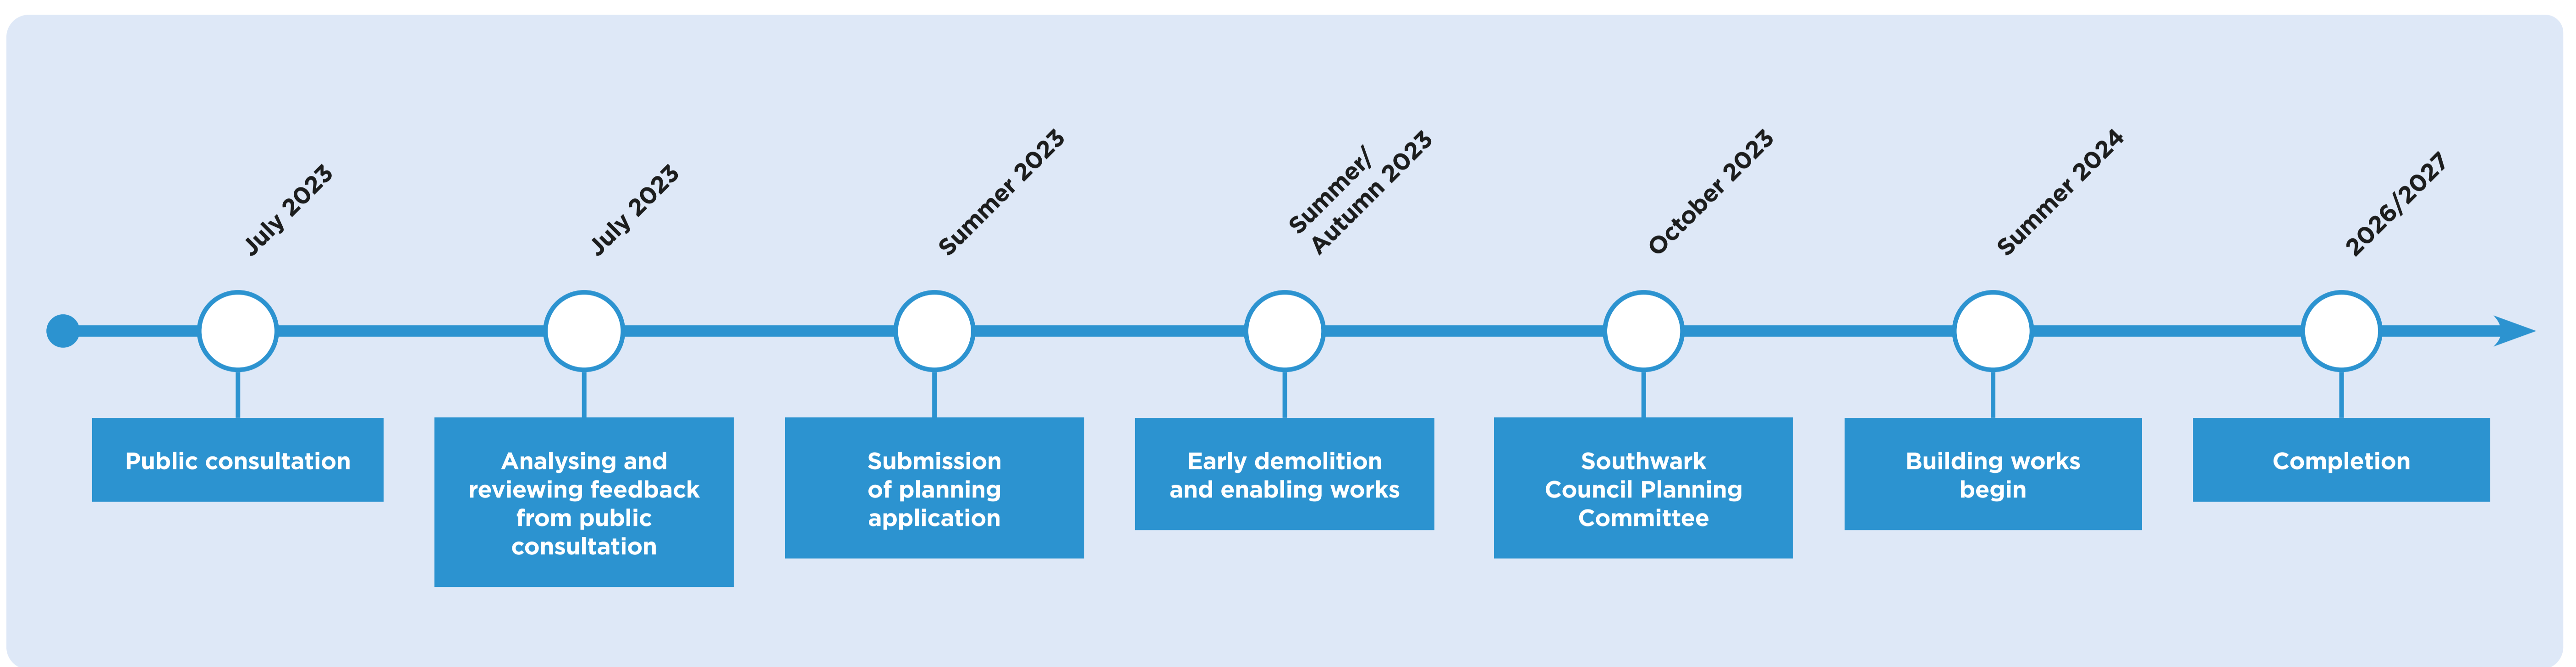 July 2023
July 2023
Summer 2023
Summer/
Autumn 2023
October 2023
Summer 2024
2026/2027
Public consultation
Analysing and
reviewing feedback
from public
consultation
Submission
of planning
application
Early demolition
and enabling works
Southwark
Council Planning
Committee
Building works
begin
Completion